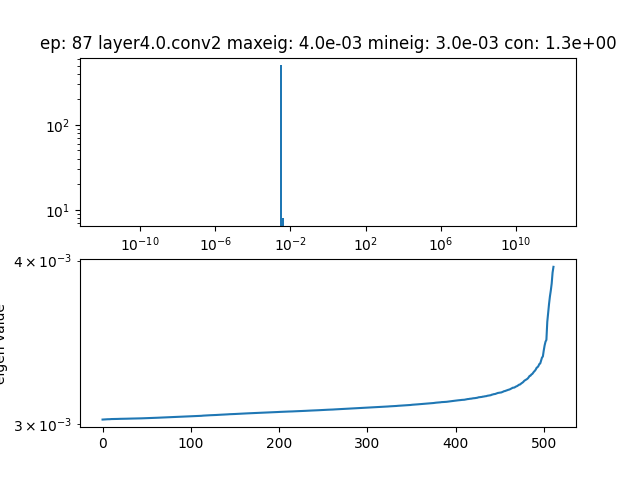 ep: 87 layer4.0.conv2 maxeig: 4.0e-03 mineig: 3.0e-03 con: 1.3e+00
10²
10¹
10⁻¹⁰ 10⁻⁶ 10⁻² 10² 10⁶ 10¹⁰
4 × 10⁻³
eigen value
3 × 10⁻³
0 100 200 300 400 500